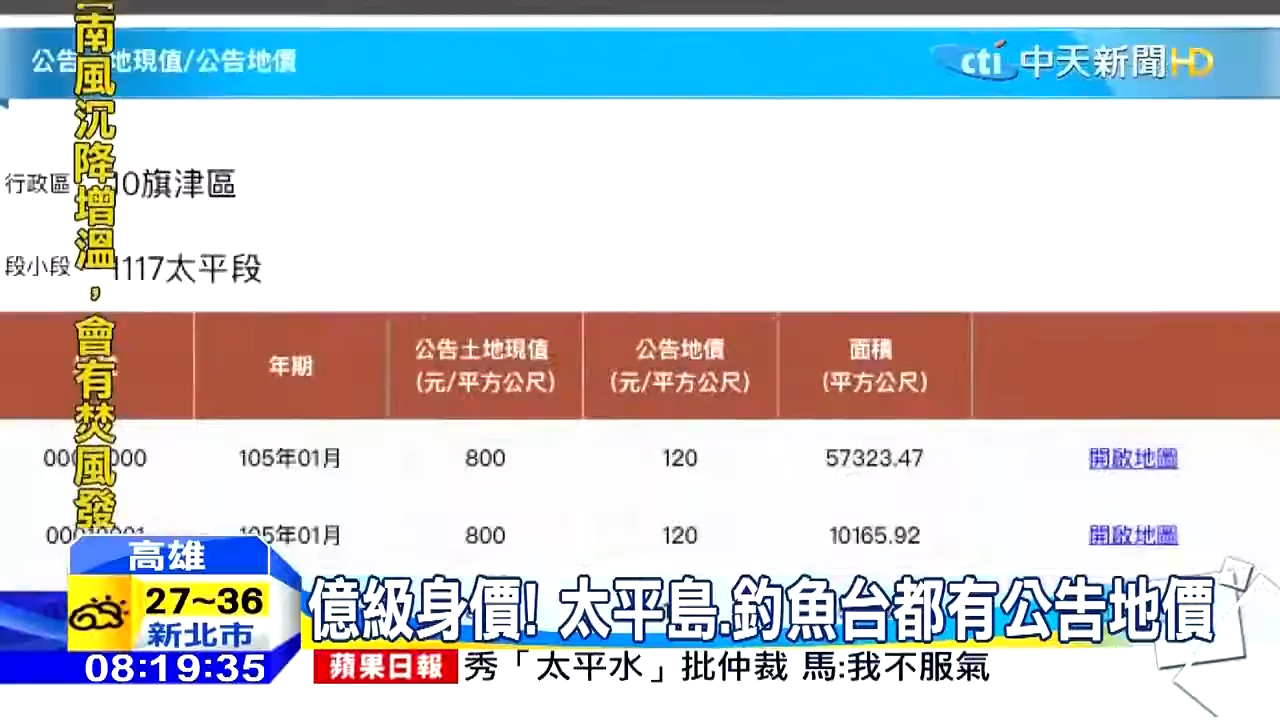 公告 地現值/公告地價
cti 中天新聞HD
南風沉降增溫，會有焚風發
行政區 10旗津區
段小段 1117太平段
年期 公告土地現值 公告地價 面積
(元/平方公尺) (元/平方公尺) (平方公尺)
105年01月 800 120 57323.47 開啟地圖
105年01月 800 120 10165.92 開啟地圖
高雄
27~36
新北市
08:19:35
億級身價! 太平島.釣魚台都有公告地價
蘋果日報 秀「太平水」批仲裁 馬:我不服氣